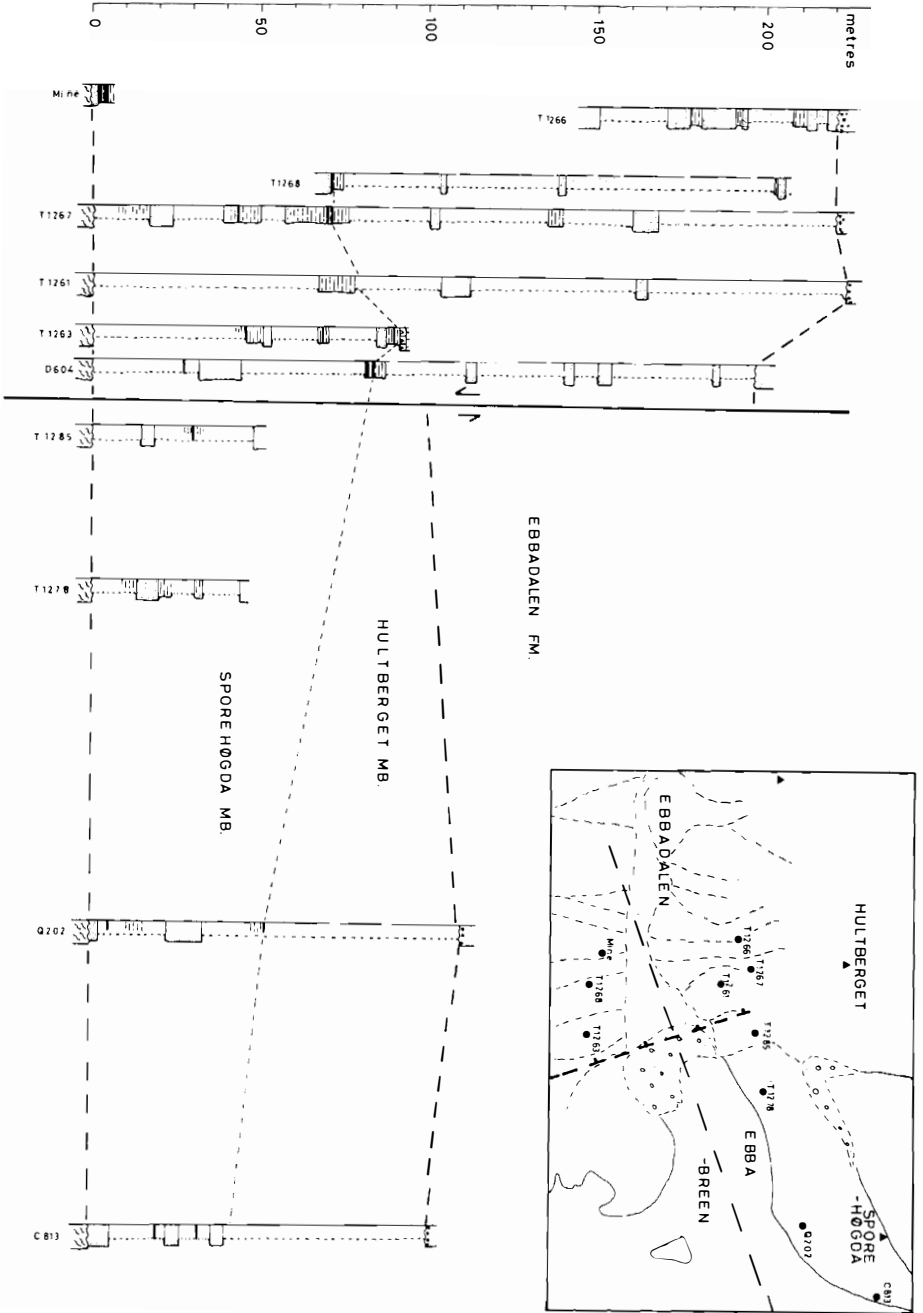 metres
0
50
100
150
200
Mine
T1266
T1268
T1267
T1261
T1263
D604
T1285
T1278
Q202
C813
EBBADALEN FM.
HULTBERGET MB.
SPOREHØGDA MB.
HULTBERGET
EBBADALEN
T1266
T1267
T1261
Mine
T1268
T1263
T1285
T1278
EBBA
-BREEN
SPORE
-HØGDA
Q202
C813